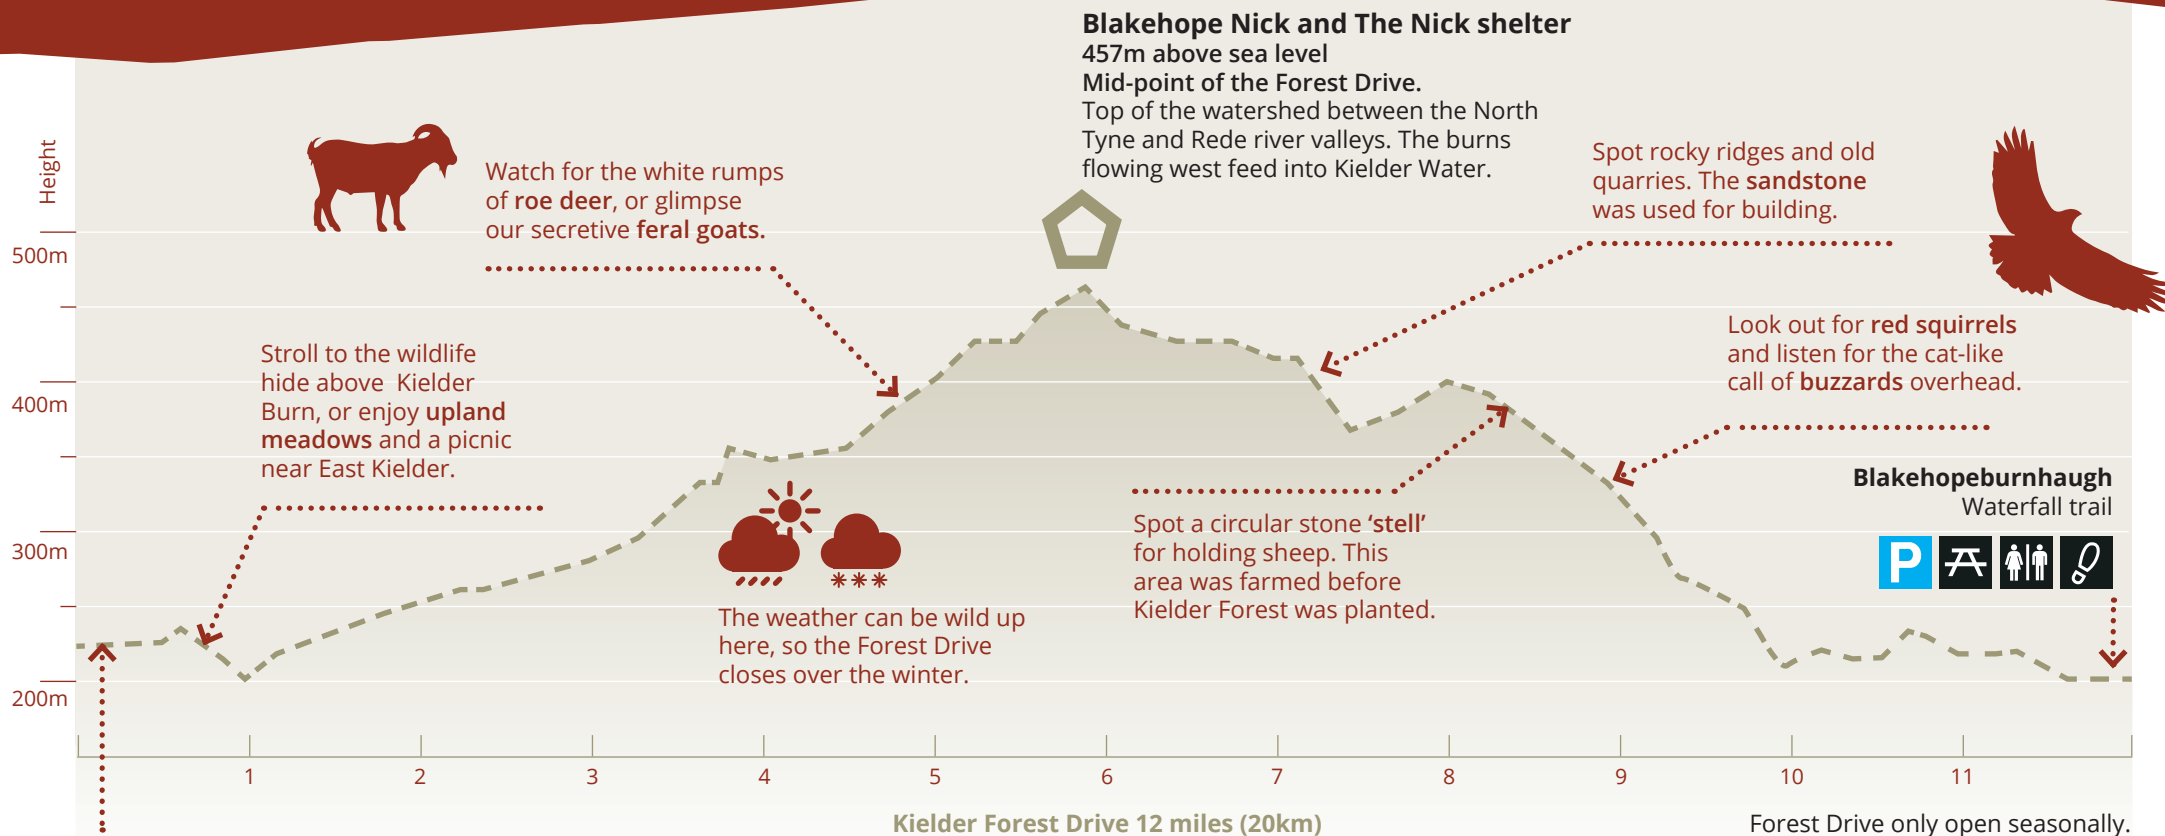 Blakehope Nick and The Nick shelter
457m above sea level
Mid-point of the Forest Drive.
Top of the watershed between the North
Tyne and Rede river valleys. The burns
flowing west feed into Kielder Water.
Height
500m
400m
300m
200m
Watch for the white rumps
of roe deer, or glimpse
our secretive feral goats.
Spot rocky ridges and old
quarries. The sandstone
was used for building.
Stroll to the wildlife
hide above Kielder
Burn, or enjoy upland
meadows and a picnic
near East Kielder.
Look out for red squirrels
and listen for the cat-like
call of buzzards overhead.
Blakehopeburnhaugh
Waterfall trail
P
Spot a circular stone ‘stell’
for holding sheep. This
area was farmed before
Kielder Forest was planted.
The weather can be wild up
here, so the Forest Drive
closes over the winter.
1 2 3 4 5 6 7 8 9 10 11
Kielder Forest Drive 12 miles (20km)
Forest Drive only open seasonally.